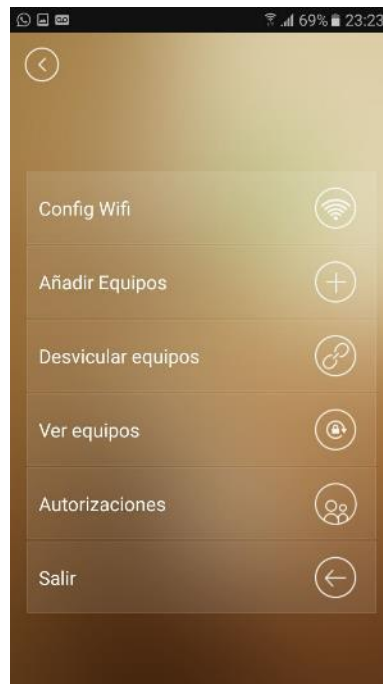 69% 23:23
Config Wifi
Añadir Equipos
Desvicular equipos
Ver equipos
Autorizaciones
Salir